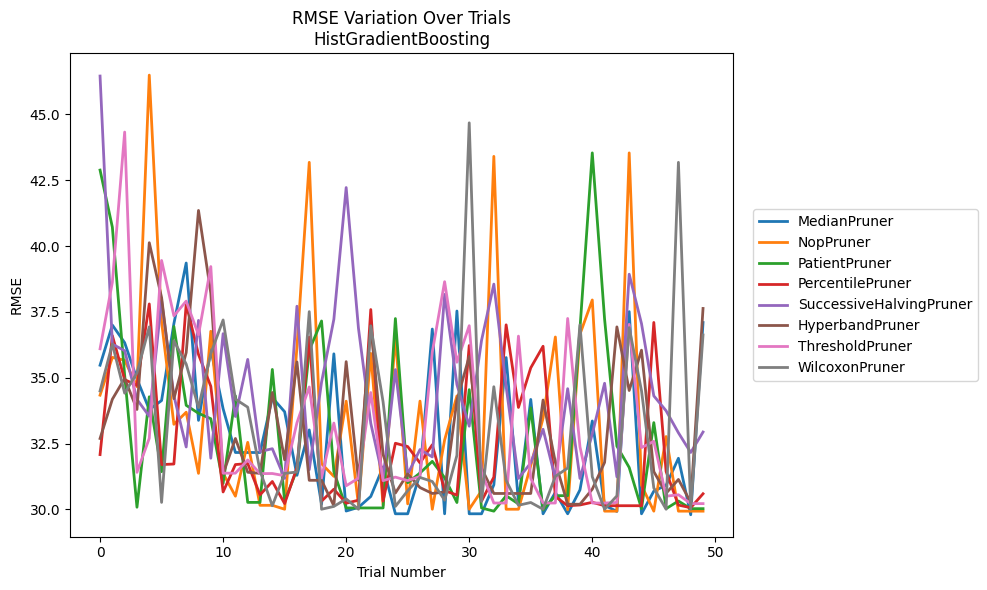 RMSE Variation Over Trials
HistGradientBoosting
RMSE
45.0
42.5
40.0
37.5
35.0
32.5
30.0
0
10
20
30
40
50
Trial Number
MedianPruner
NopPruner
PatientPruner
PercentilePruner
SuccessiveHalvingPruner
HyperbandPruner
ThresholdPruner
WilcoxonPruner